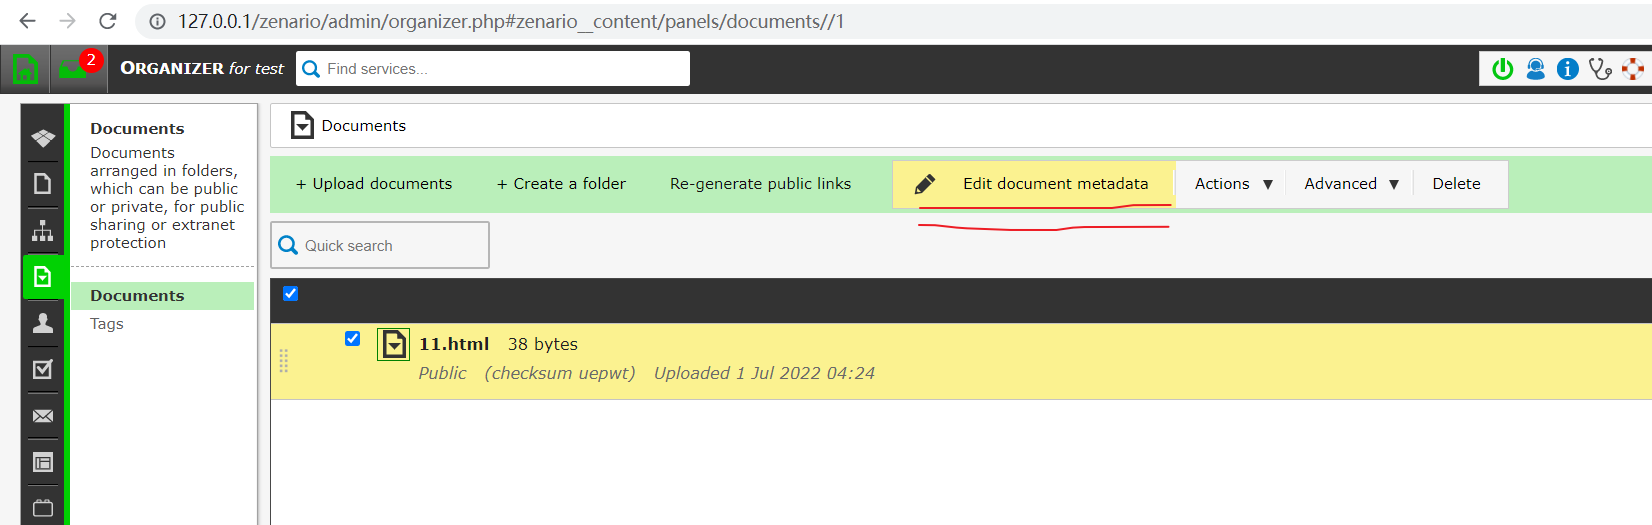 127.0.0.1/zenario/admin/organizer.php#zenario__content/panels/documents//1
2
ORGANIZER for test
Find services...
Documents
Documents
arranged in folders,
which can be public
or private, for public
sharing or extranet
protection
Documents
Tags
Documents
+ Upload documents + Create a folder Re-generate public links Edit document metadata Actions ▼ Advanced ▼ Delete
Quick search
11.html 38 bytes
Public (checksum uepwt) Uploaded 1 Jul 2022 04:24